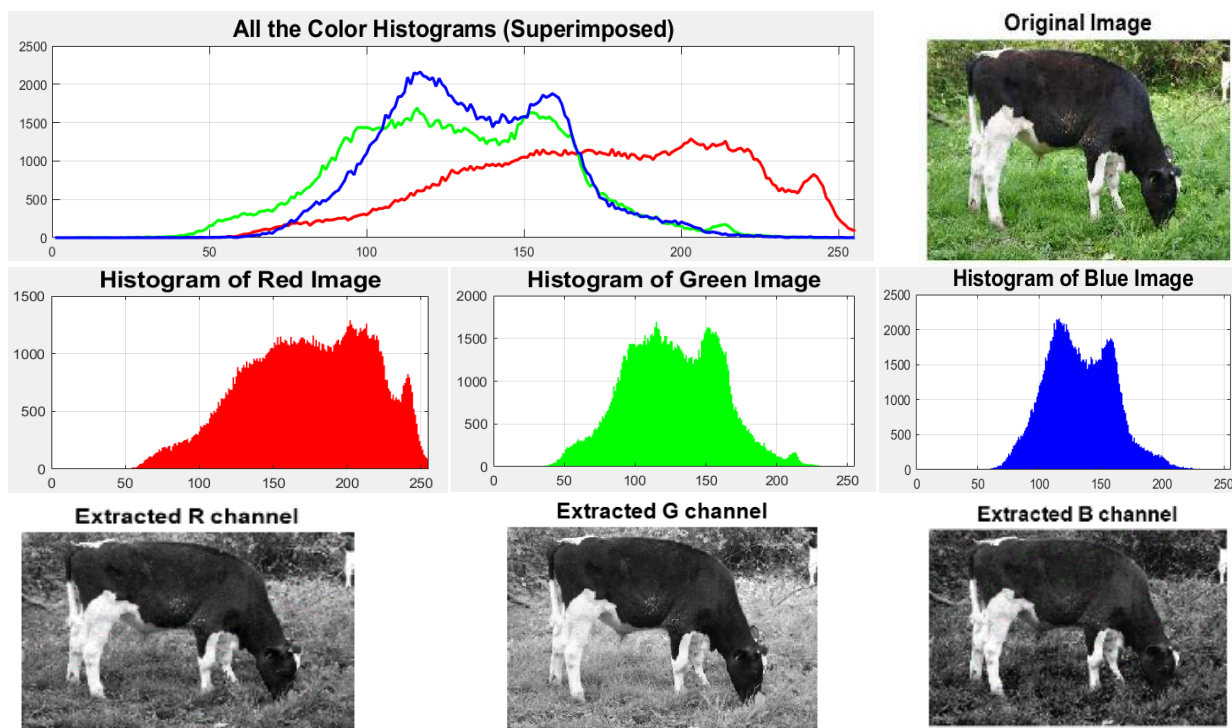 All the Color Histograms (Superimposed)
2500
2000
1500
1000
500
0
0 50 100 150 200 250
Original Image
Histogram of Red Image
1500
1000
500
0
0 50 100 150 200 250
Histogram of Green Image
2000
1500
1000
500
0
0 50 100 150 200 250
Histogram of Blue Image
2500
2000
1500
1000
500
0
0 50 100 150 200 250
Extracted R channel
Extracted G channel
Extracted B channel